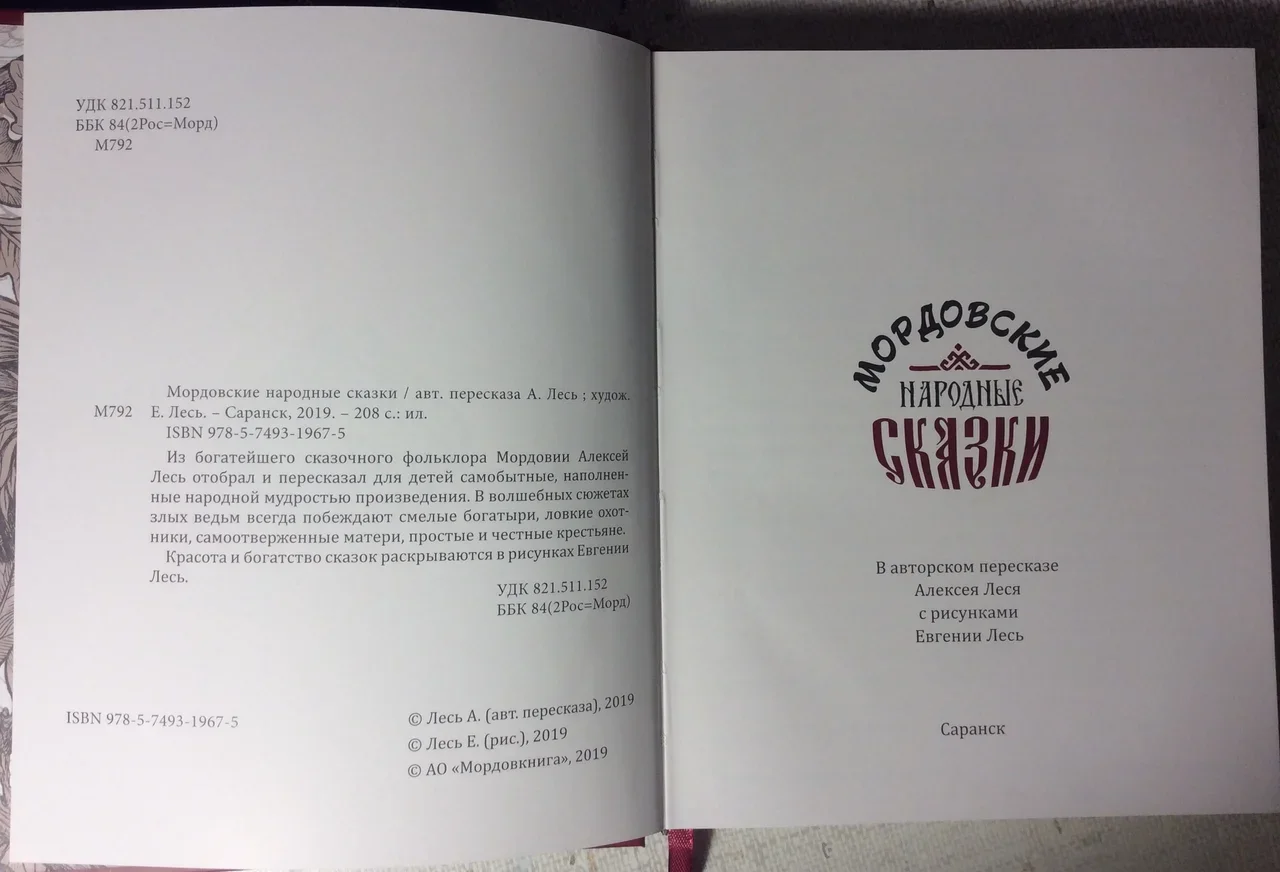 УДК 821.511.152
ББК 84(2Рос=Морд)
М792
Мордовские народные сказки / авт. пересказа А. Лесь ; худож.
М792 Е. Лесь. – Саранск, 2019. – 208 с.: ил.
ISBN 978-5-7493-1967-5
Из богатейшего сказочного фольклора Мордовии Алексей
Лесь отобрал и пересказал для детей самобытные, наполнен-
ные народной мудростью произведения. В волшебных сюжетах
злых ведьм всегда побеждают смелые богатыри, ловкие охот-
ники, самоотверженные матери, простые и честные крестьяне.
Красота и богатство сказок раскрываются в рисунках Евгении
Лесь.
УДК 821.511.152
ББК 84(2Рос=Морд)
ISBN 978-5-7493-1967-5
© Лесь А. (авт. пересказа), 2019
© Лесь Е. (рис.), 2019
© АО «Мордовкнига», 2019
МОРДОВСКИЕ
НАРОДНЫЕ
СКАЗКИ
В авторском пересказе
Алексея Леся
с рисунками
Евгении Лесь
Саранск